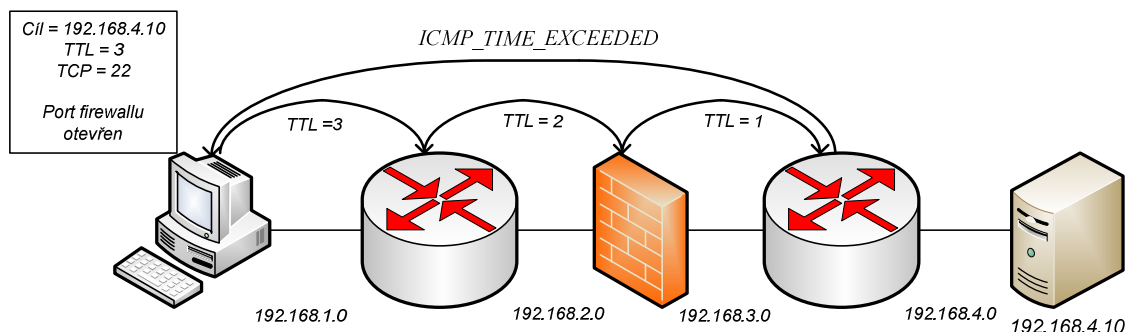 Cíl = 192.168.4.10
TTL = 3
TCP = 22
Port firewallu
otevřen
ICMP_TIME_EXCEEDED
TTL =3
TTL = 2
TTL = 1
192.168.1.0
192.168.2.0
192.168.3.0
192.168.4.0
192.168.4.10